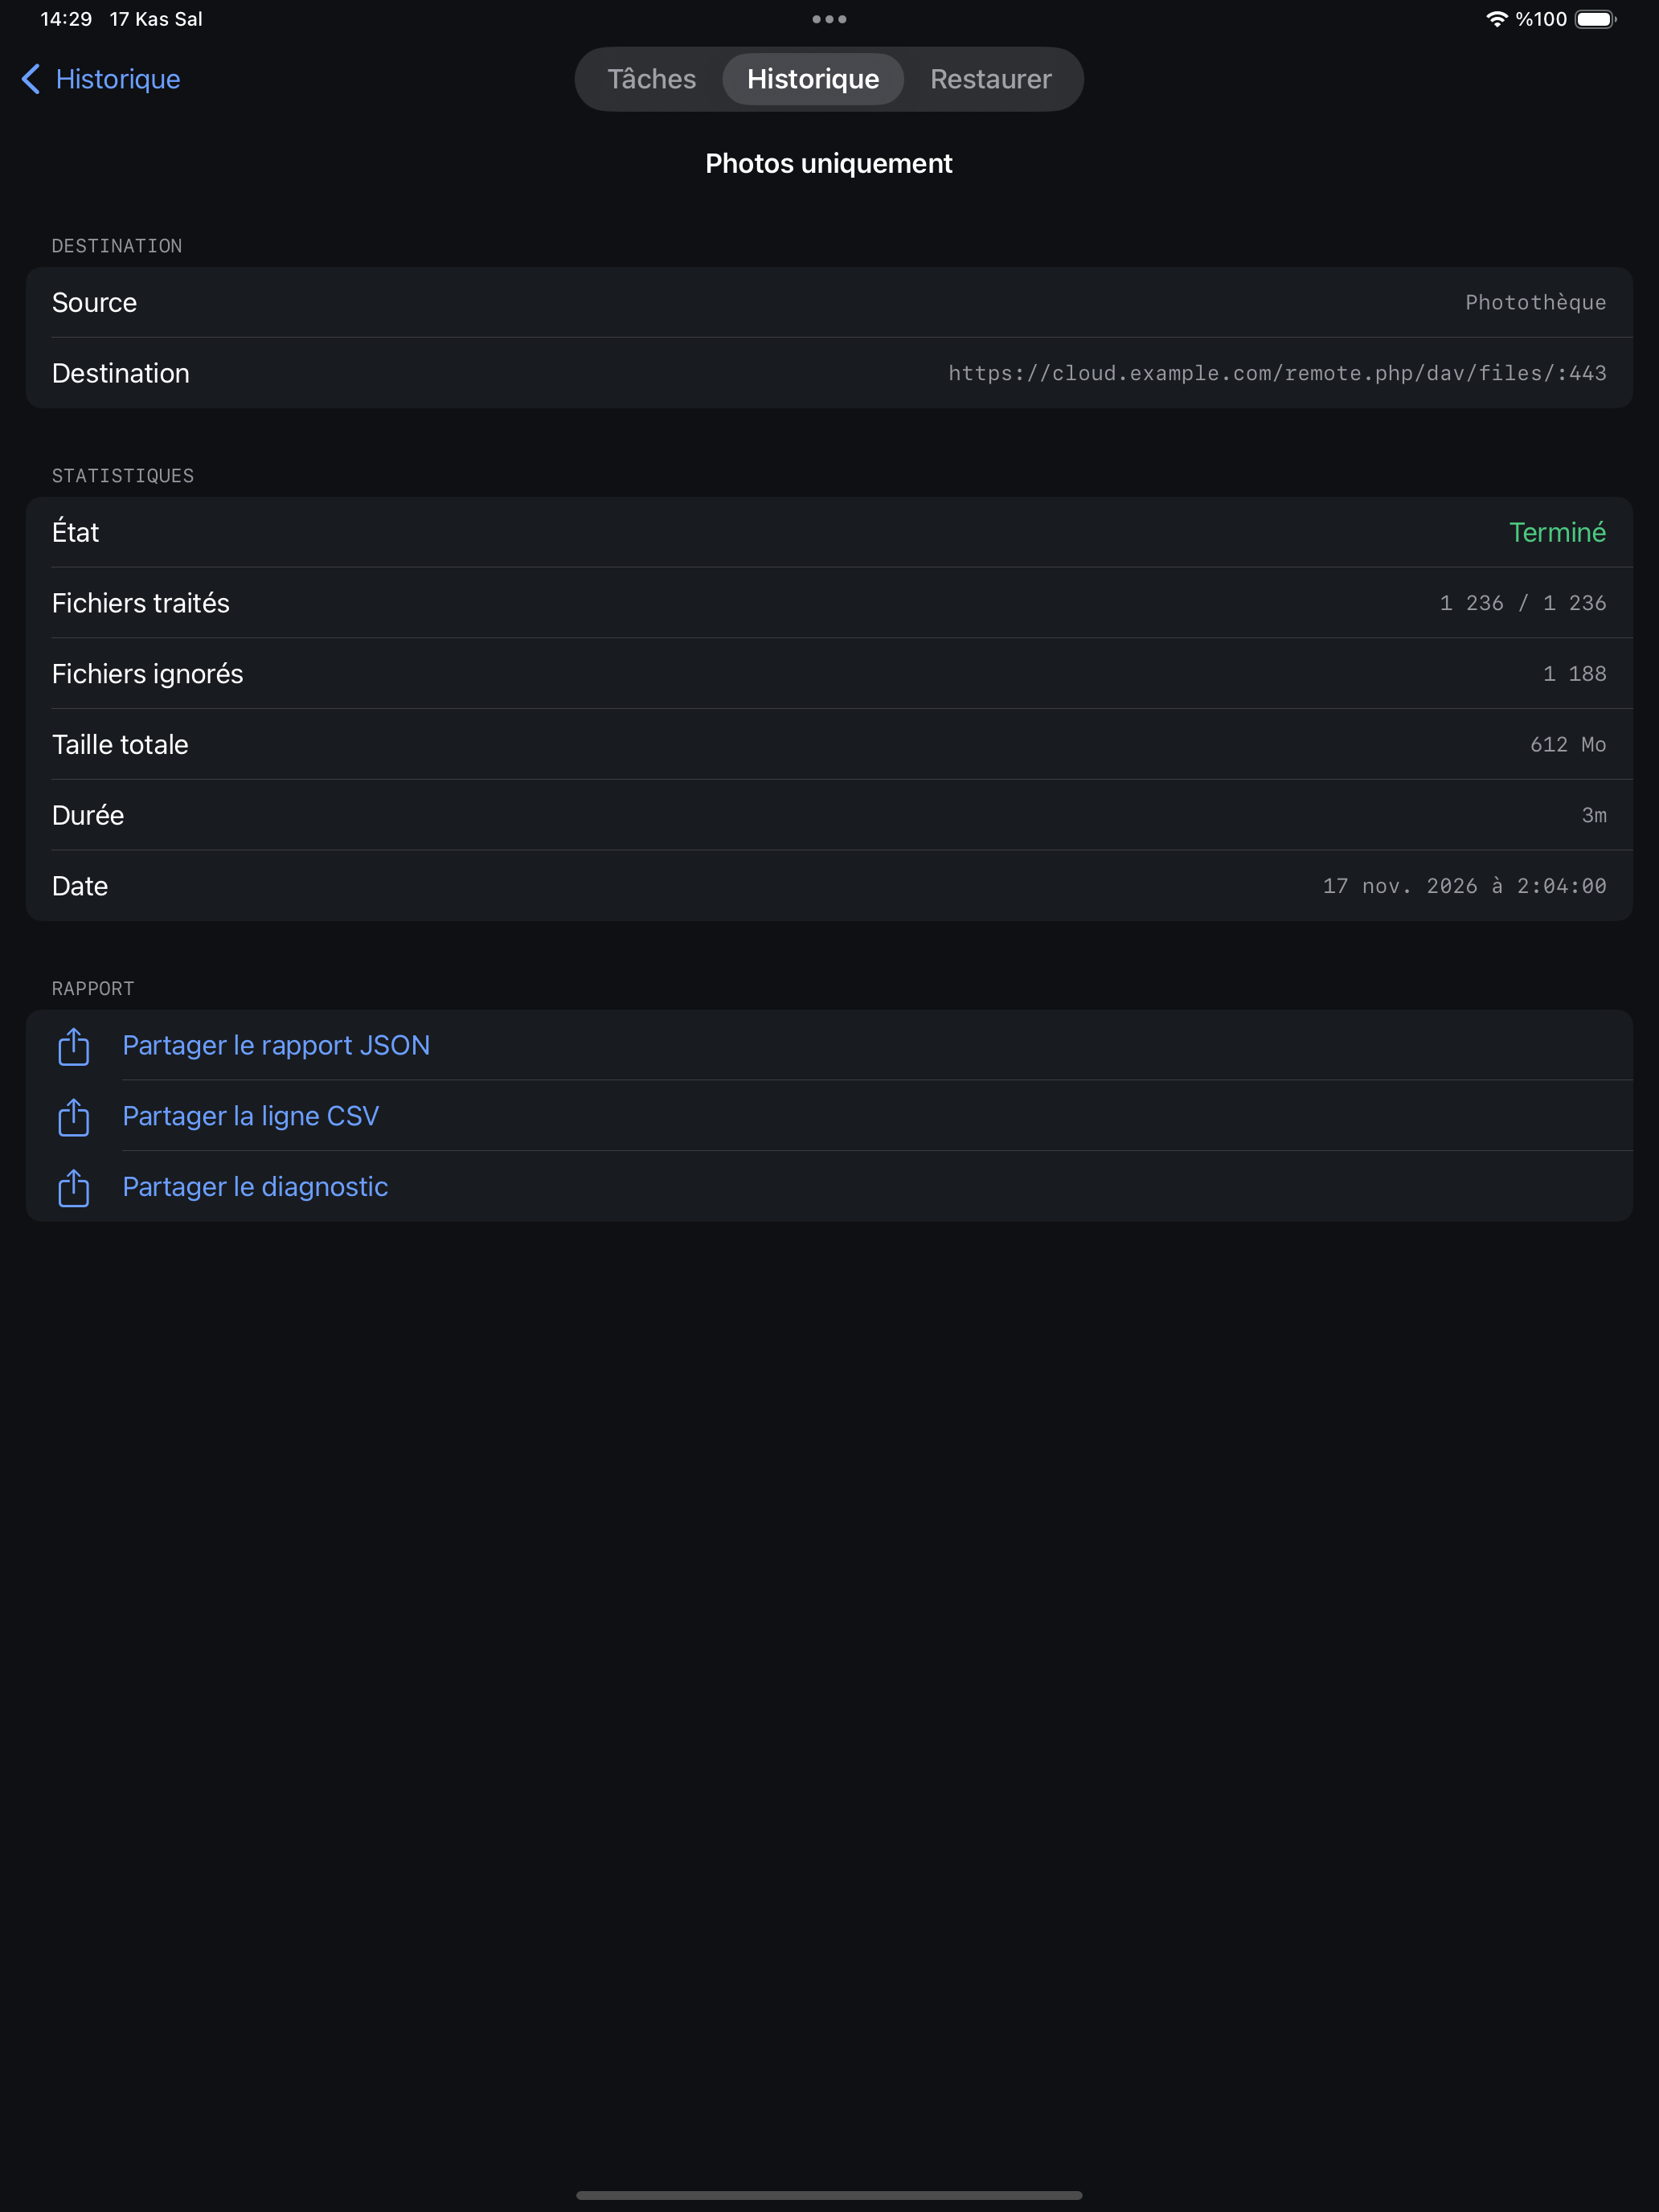 14:29 17 Kas Sal
%100
Historique
Tâches Historique Restaurer
Photos uniquement
DESTINATION
Source Photothèque
Destination https://cloud.example.com/remote.php/dav/files/:443
STATISTIQUES
État Terminé
Fichiers traités 1 236 / 1 236
Fichiers ignorés 1 188
Taille totale 612 Mo
Durée 3m
Date 17 nov. 2026 à 2:04:00
RAPPORT
Partager le rapport JSON
Partager la ligne CSV
Partager le diagnostic